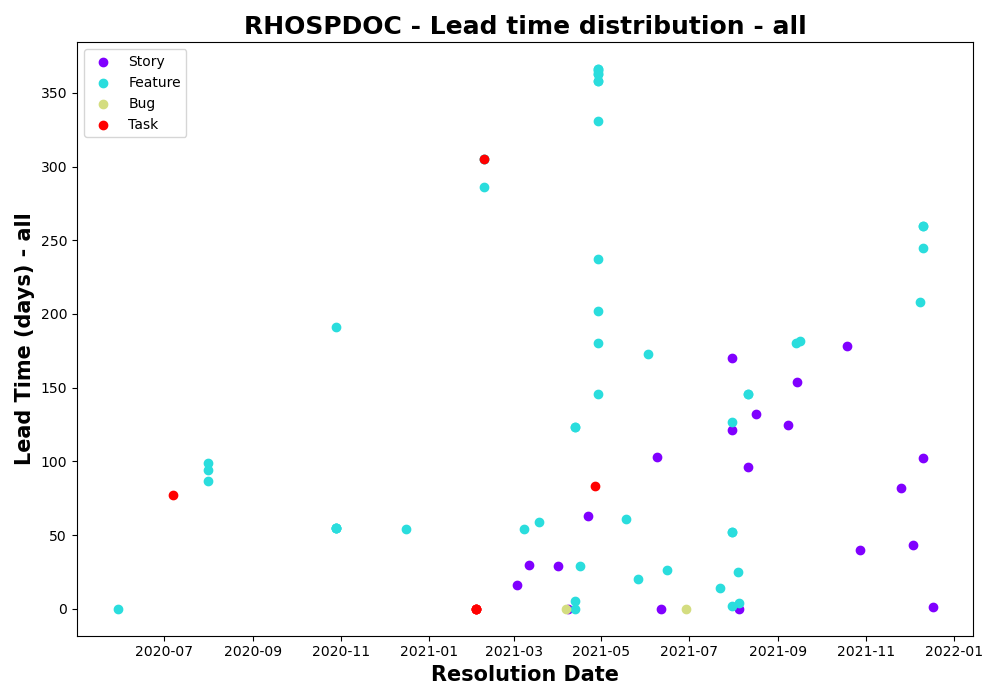 RHOSPDOC - Lead time distribution - all
Story
Feature
Bug
Task
Lead Time (days) - all
350
300
250
200
150
100
50
0
2020-07 2020-09 2020-11 2021-01 2021-03 2021-05 2021-07 2021-09 2021-11 2022-01
Resolution Date